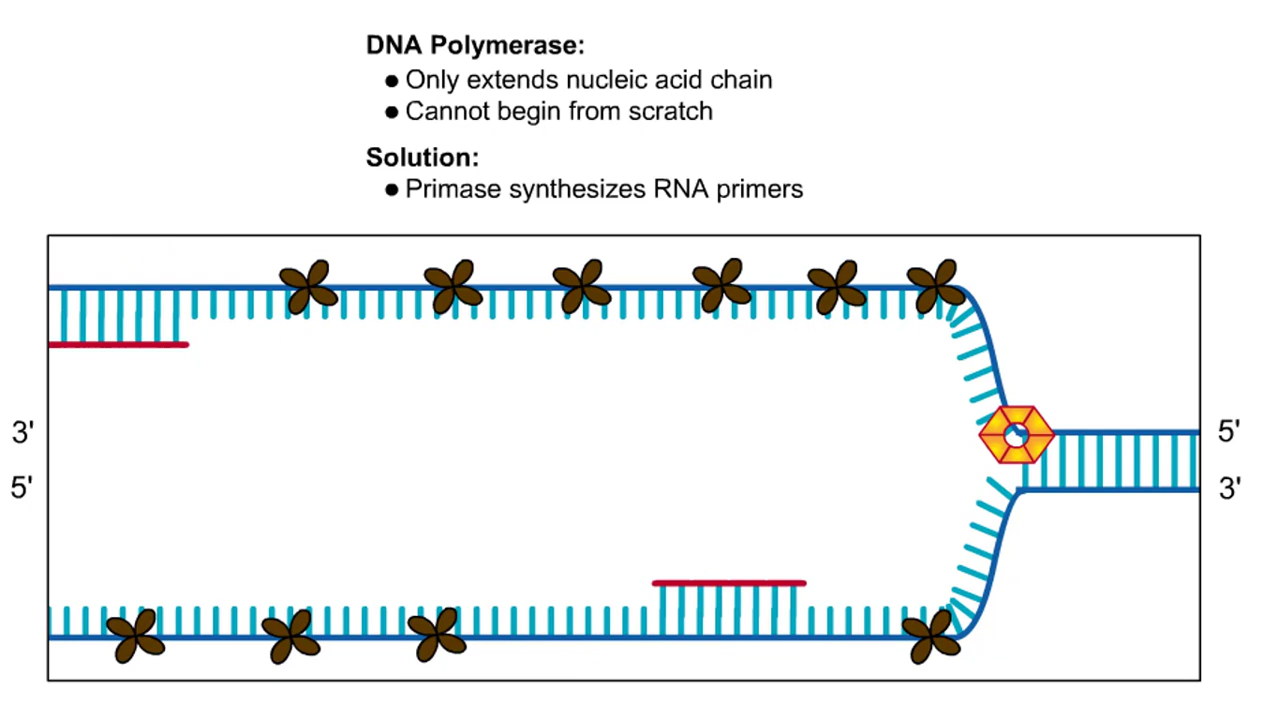 DNA Polymerase:
● Only extends nucleic acid chain
● Cannot begin from scratch
Solution:
● Primase synthesizes RNA primers
3' 5'
5' 3'